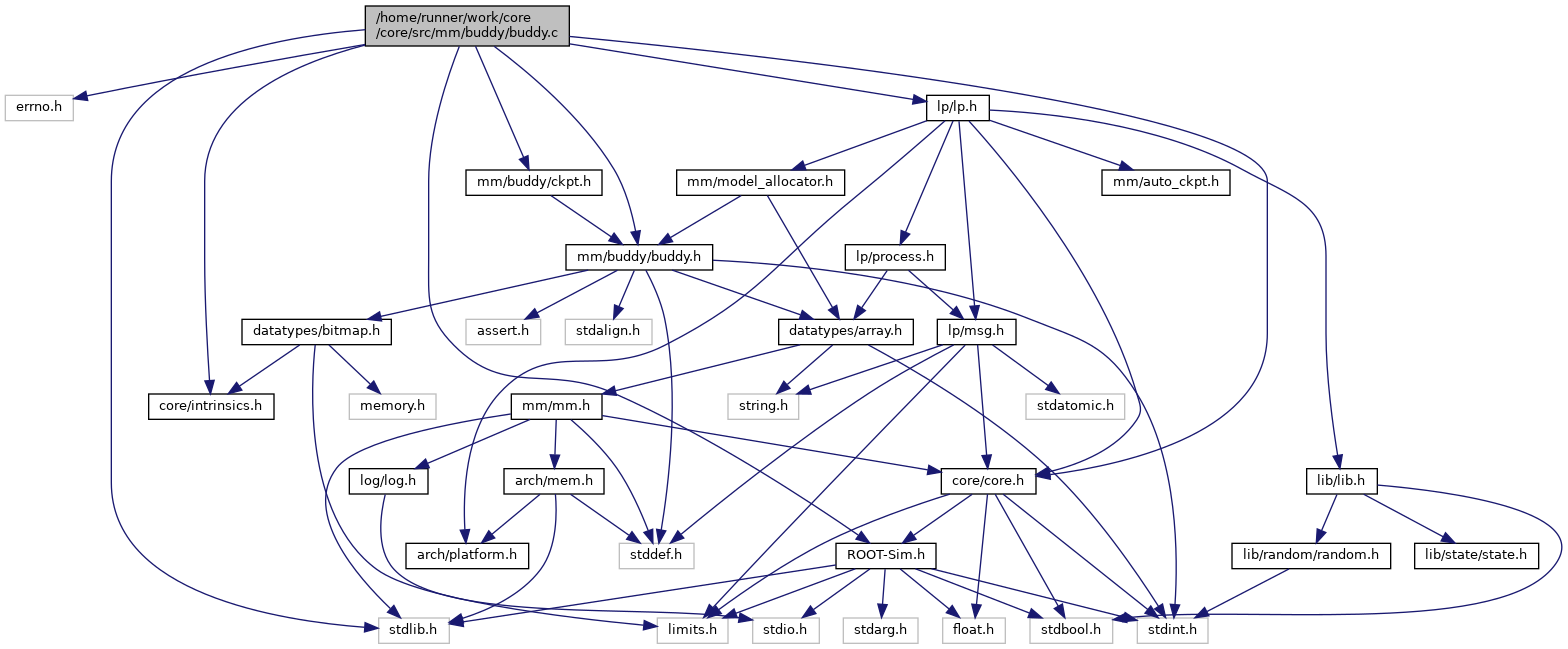 /home/runner/work/core
/core/src/mm/buddy/buddy.c
errno.h
lp/lp.h
mm/buddy/ckpt.h
mm/model_allocator.h
mm/auto_ckpt.h
mm/buddy/buddy.h
lp/process.h
datatypes/bitmap.h
assert.h
stdalign.h
datatypes/array.h
lp/msg.h
core/intrinsics.h
memory.h
mm/mm.h
string.h
stdatomic.h
log/log.h
arch/mem.h
core/core.h
lib/lib.h
arch/platform.h
stddef.h
ROOT-Sim.h
lib/random/random.h
lib/state/state.h
stdlib.h
limits.h
stdio.h
stdarg.h
float.h
stdbool.h
stdint.h